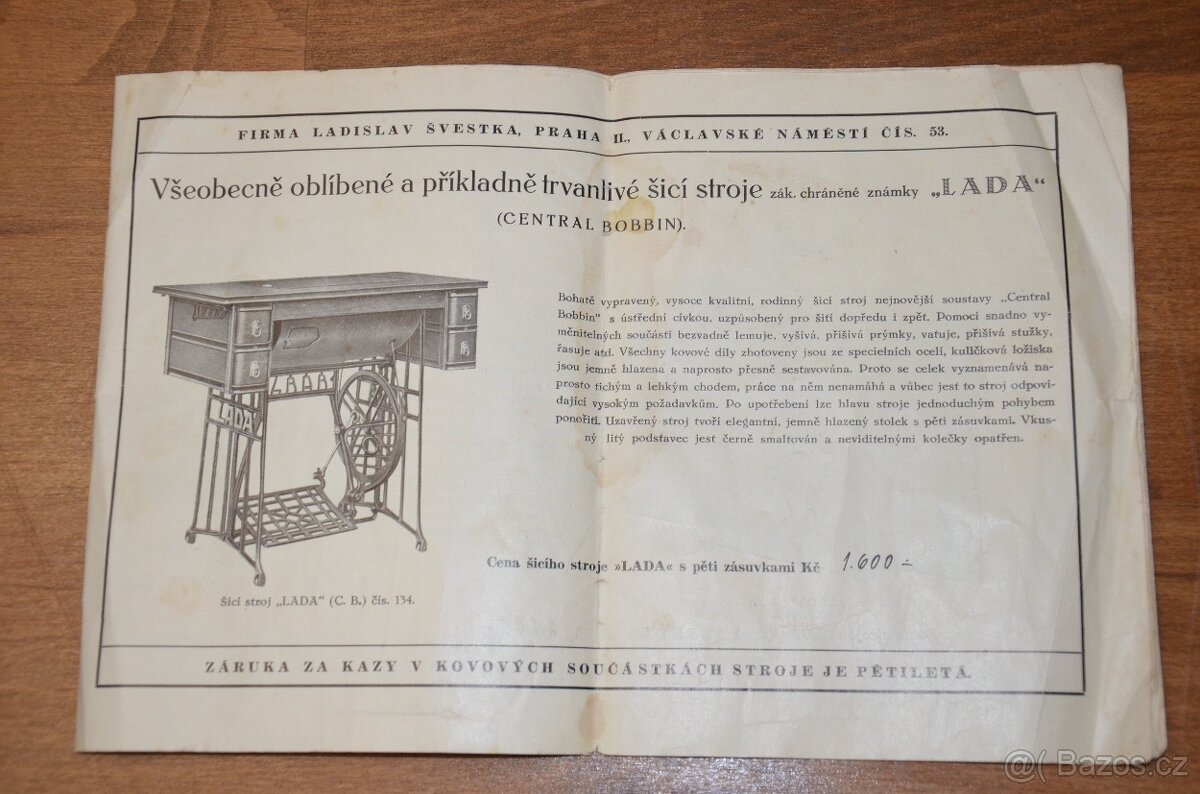 FIRMA LADISLAV ŠVESTKA, PRAHA II., VÁCLAVSKÉ NÁMĚSTÍ ČÍS. 53.
Všeobecně oblíbené a příkladně trvanlivé šicí stroje zák. chráněné známky „LADA“
(CENTRAL BOBBIN).
Bohatě vypravený, vysoce kvalitní, rodinný šicí stroj nejnovější soustavy „Central
Bobbin“ s ústřední cívkou, uzpůsobený pro šití dopředu i zpět. Pomocí snadno vy-
měnitelných součástí bezvadně lemuje, vyšívá, přišívá prýmky, vatuje, přišívá stužky,
řasuje atd. Všechny kovové díly zhotoveny jsou ze specielních ocelí, kuličková ložiska
jsou jemně hlazena a naprosto přesně sestavována. Proto se celek vyznamenává na-
prosto tichým a lehkým chodem, práce na něm nenamáhá a vůbec jest to stroj odpoví-
dající vysokým požadavkům. Po upotřebení lze hlavu stroje jednoduchým pohybem
ponořiti. Uzavřený stroj tvoří elegantní, jemně hlazený stolek s pěti zásuvkami. Vkus-
ný litý podstavec jest černě smaltován a neviditelnými kolečky opatřen.
LADA
LADA
Cena šicího stroje »LADA« s pěti zásuvkami Kč 1.600 ÷
Šicí stroj „LADA“ (C. B.) čís. 134.
ZÁRUKA ZA KAZY V KOVOVÝCH SOUČÁSTKÁCH STROJE JE PĚTILETÁ.
@( Bazos.cz